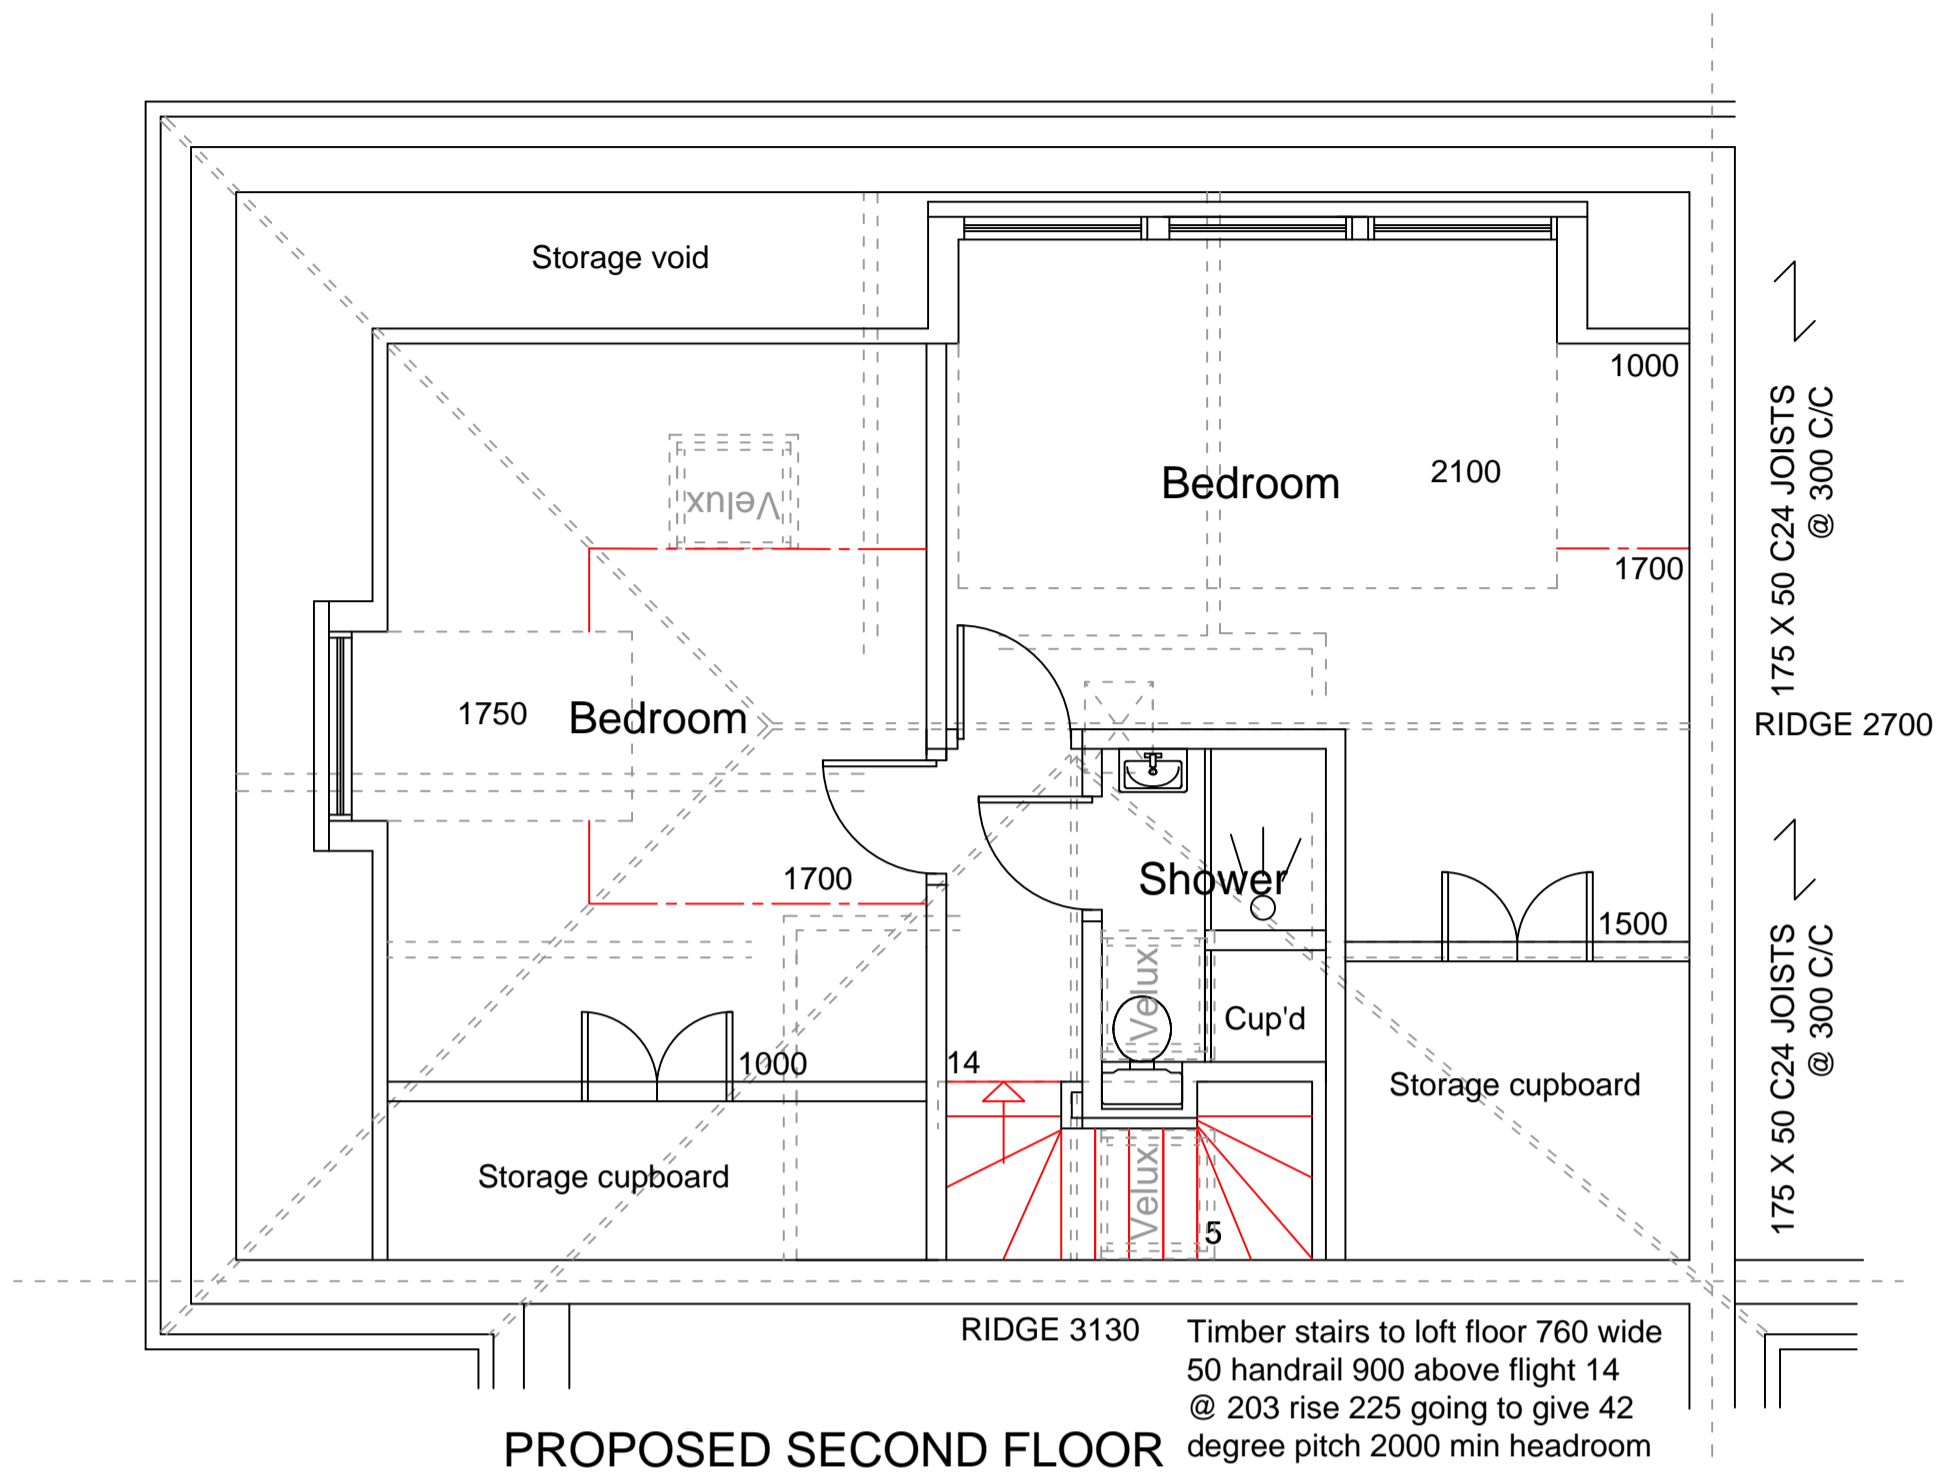 Storage void
1000
175 X 50 C24 JOISTS
@ 300 C/C
Velux
Bedroom
2100
1700
1750
Bedroom
RIDGE 2700
1700
Shower
1500
175 X 50 C24 JOISTS
@ 300 C/C
Velux
Cup'd
1000
14
Storage cupboard
Storage cupboard
Velux
5
RIDGE 3130
Timber stairs to loft floor 760 wide
50 handrail 900 above flight 14
@ 203 rise 225 going to give 42
degree pitch 2000 min headroom
PROPOSED SECOND FLOOR